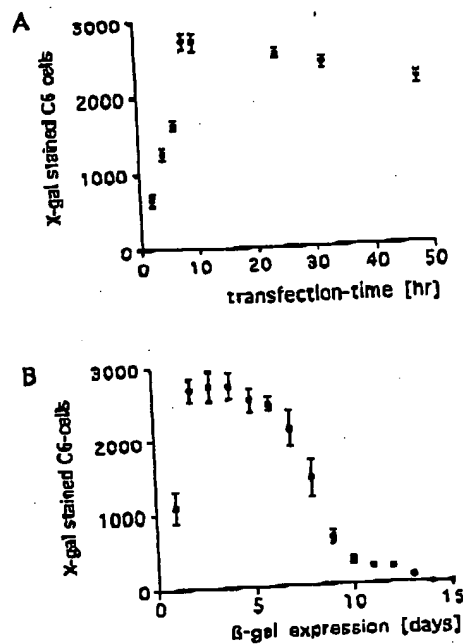 A
X-gal stained C6 cells
3000
2000
1000
0
0 10 20 30 40 50
transfection-time [hr]
B
X-gal stained C6-cells
3000
2000
1000
0
0 5 10 15
ß-gel expression [days]